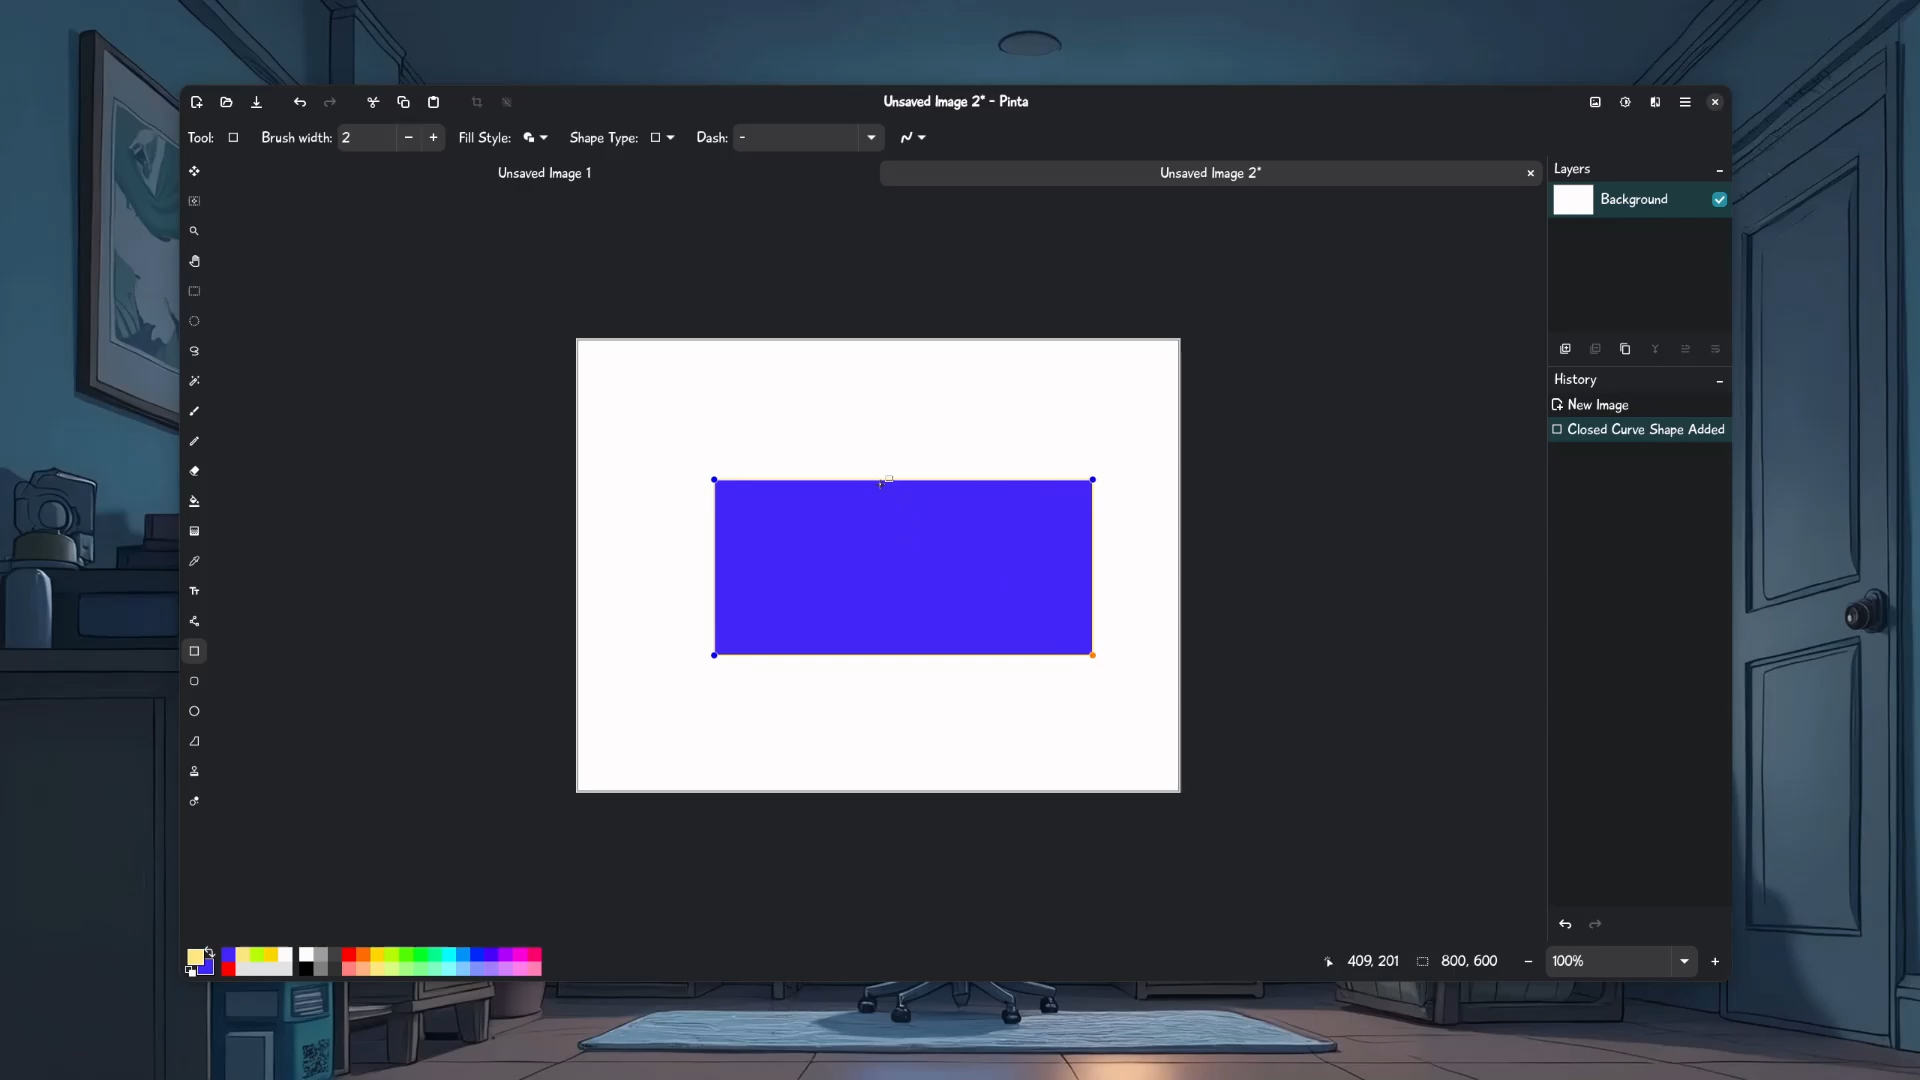 Unsaved Image 2* - Pinta
Tool:
Brush width: 2
Fill Style:
Shape Type:
Dash: -
Unsaved Image 1
Unsaved Image 2*
Layers
Background
History
New Image
Closed Curve Shape Added
409, 201
800, 600
100%